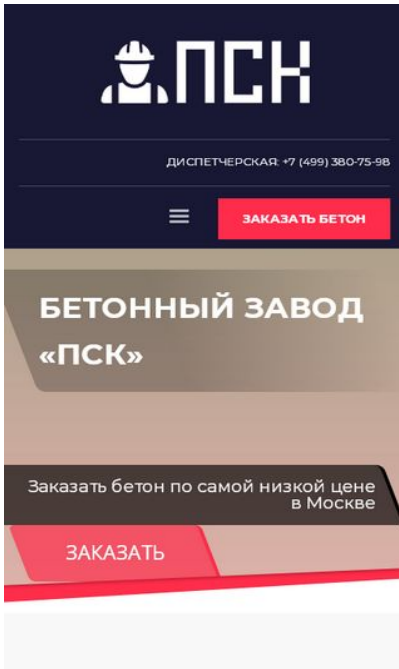 ПСК
ДИСПЕТЧЕРСКАЯ: +7 (499) 380-75-98
ЗАКАЗАТЬ БЕТОН
БЕТОННЫЙ ЗАВОД
«ПСК»
Заказать бетон по самой низкой цене
в Москве
ЗАКАЗАТЬ